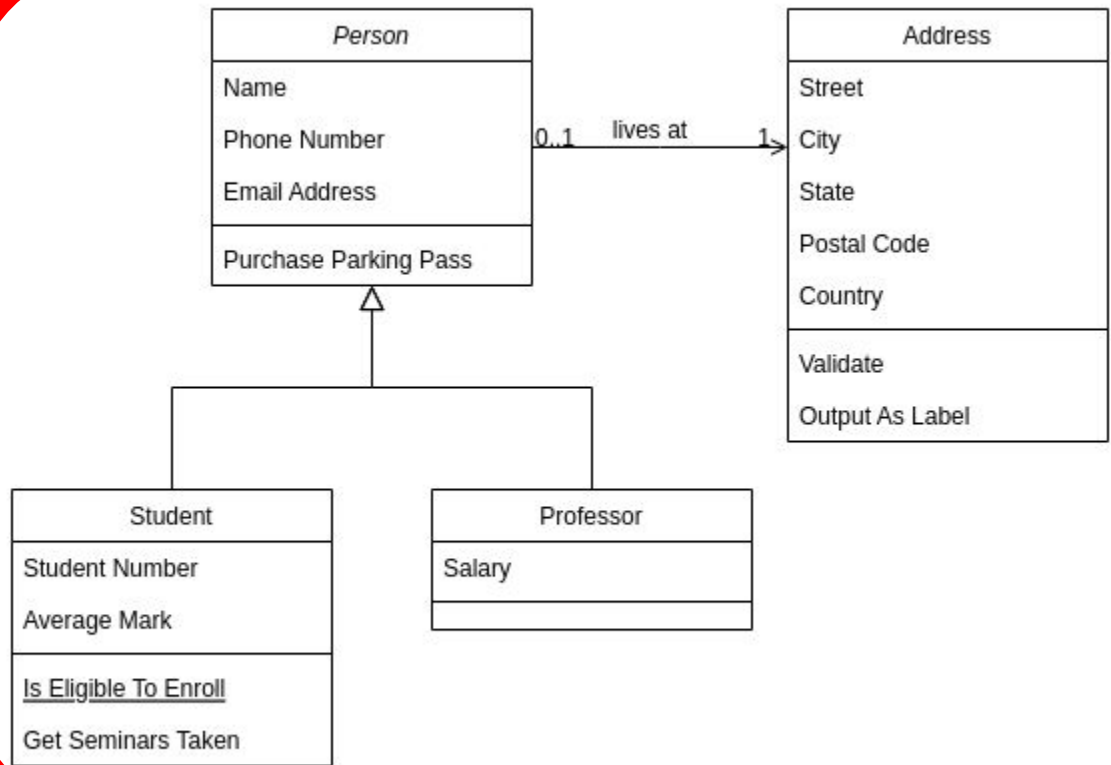 Person
Name
Phone Number
Email Address
Purchase Parking Pass
0..1 lives at 1
Address
Street
City
State
Postal Code
Country
Validate
Output As Label
Student
Student Number
Average Mark
Is Eligible To Enroll
Get Seminars Taken
Professor
Salary